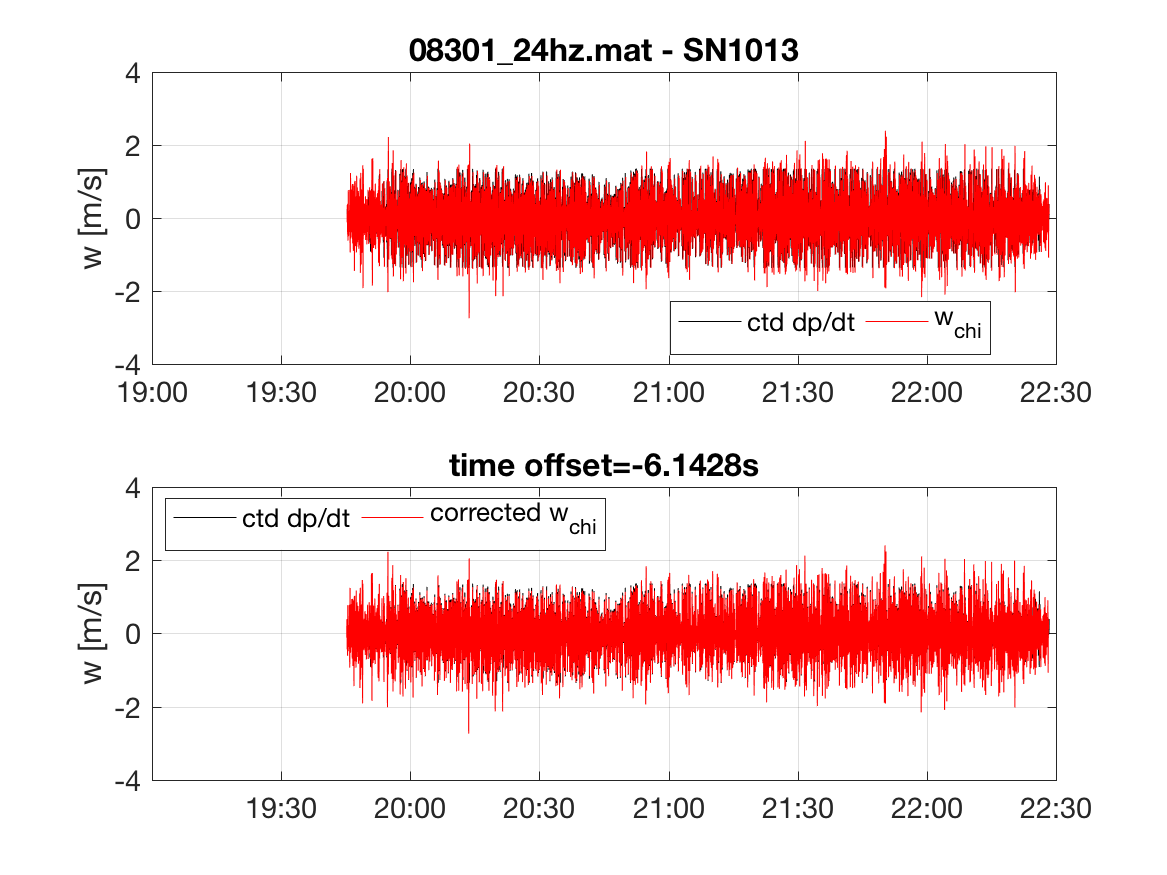 08301_24hz.mat - SN1013
4
2
0
-2
-4
w [m/s]
ctd dp/dt w_chi
19:00 19:30 20:00 20:30 21:00 21:30 22:00 22:30
time offset=-6.1428s
4
2
0
-2
-4
w [m/s]
ctd dp/dt corrected w_chi
19:30 20:00 20:30 21:00 21:30 22:00 22:30